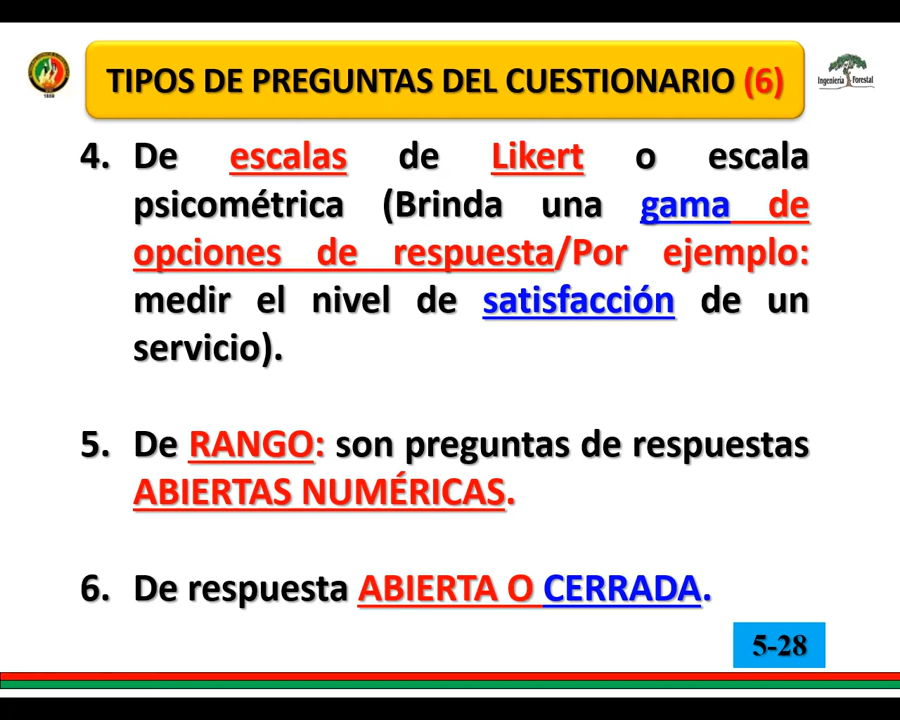 TIPOS DE PREGUNTAS DEL CUESTIONARIO (6)
Ingeniería Forestal
1859
4. De escalas de Likert o escala
psicométrica (Brinda una gama de
opciones de respuesta/Por ejemplo:
medir el nivel de satisfacción de un
servicio).
5. De RANGO: son preguntas de respuestas
ABIERTAS NUMÉRICAS.
6. De respuesta ABIERTA O CERRADA.
5-28